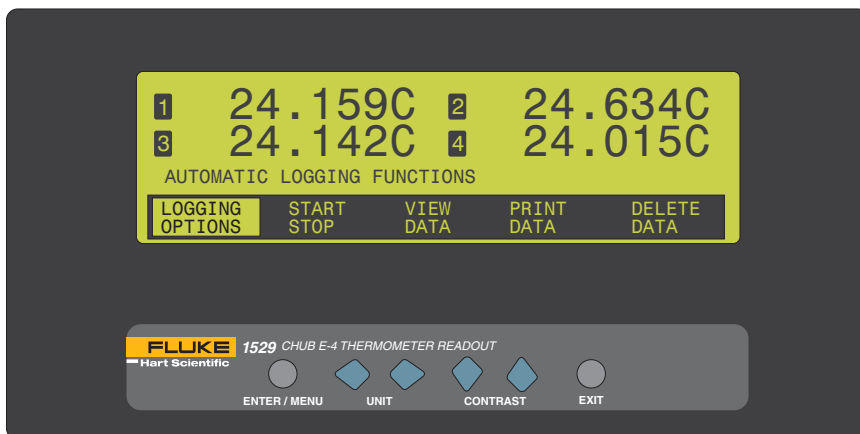 1 24.159C 2 24.634C
3 24.142C 4 24.015C
AUTOMATIC LOGGING FUNCTIONS
LOGGING OPTIONS START STOP VIEW DATA PRINT DATA DELETE DATA
FLUKE 1529 CHUB E-4 THERMOMETER READOUT
Hart Scientific
ENTER / MENU UNIT CONTRAST EXIT